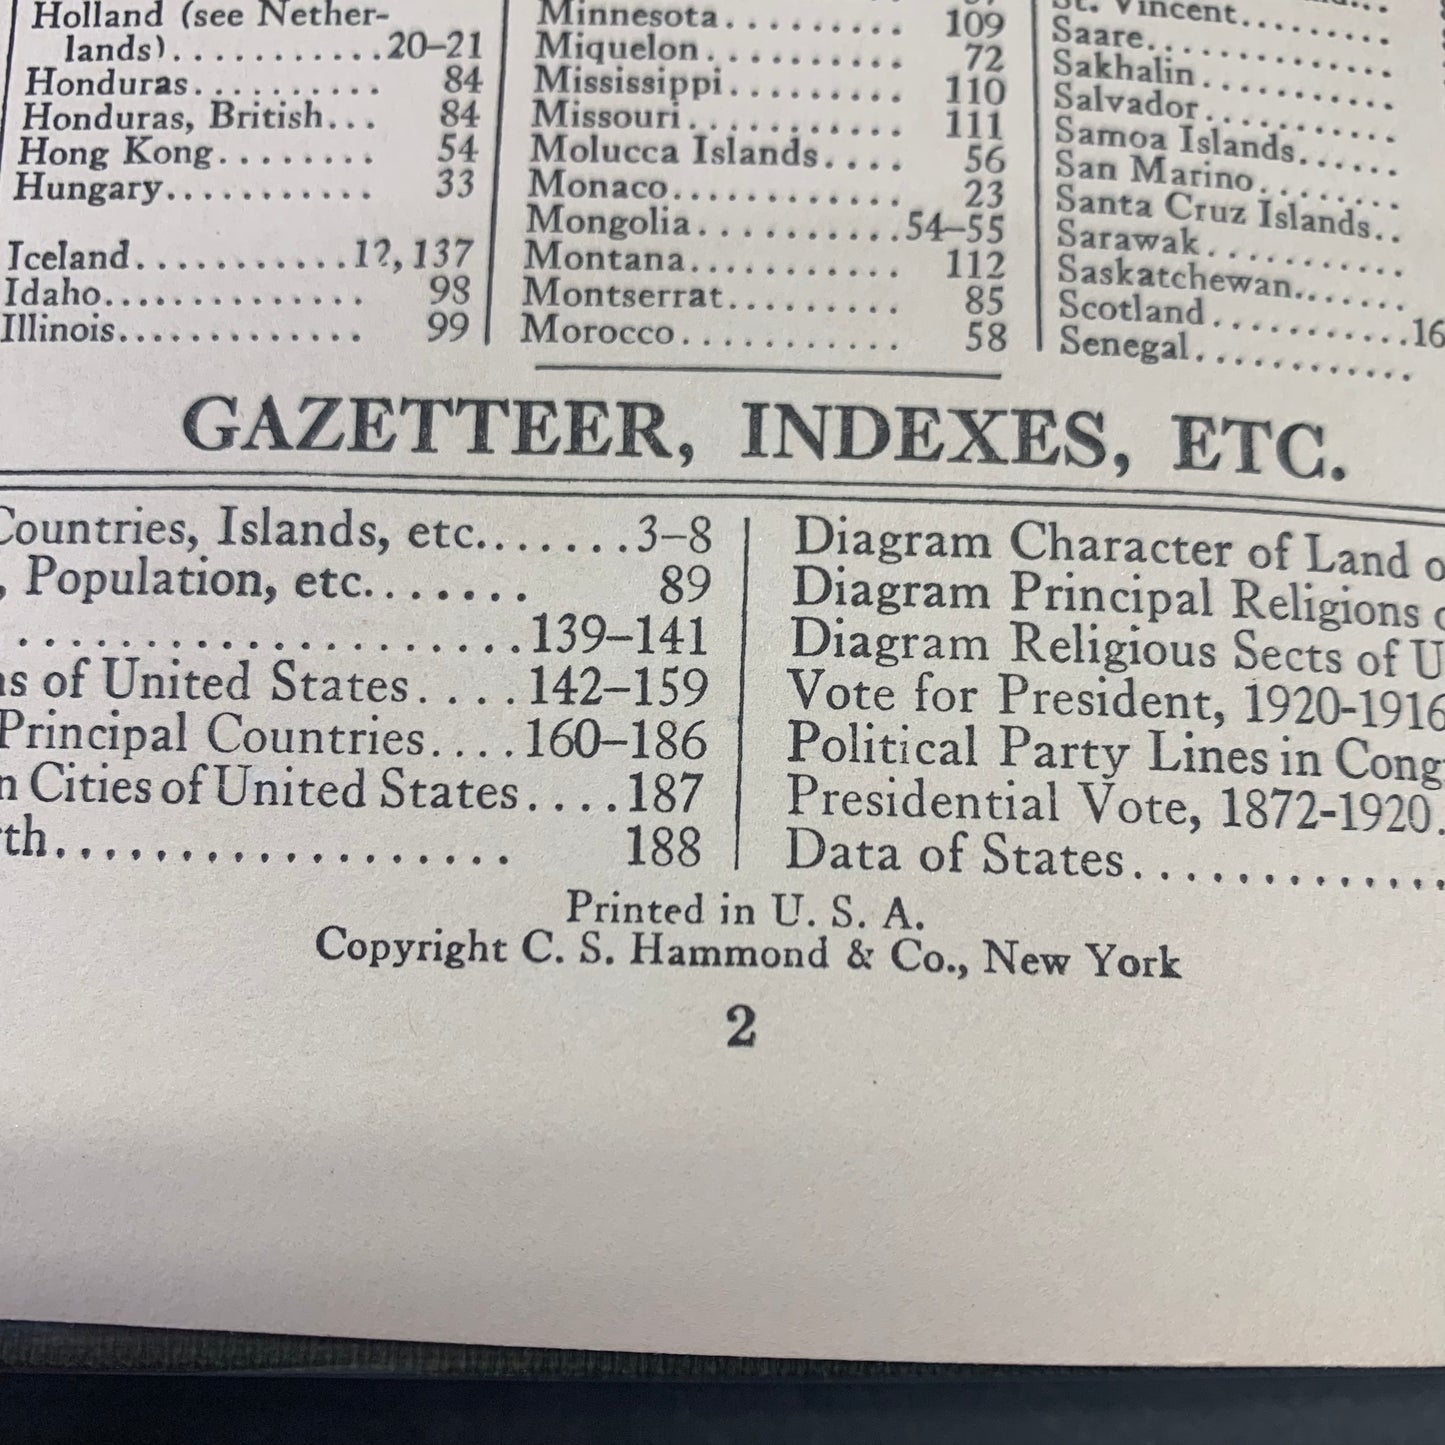 Holland (see Nether-
lands)...........20–21
Honduras.......... 84
Honduras, British... 84
Hong Kong........ 54
Hungary........... 33
Iceland...........1?, 137
Idaho.............. 98
Illinois............. 99
Minnesota......... 109
Miquelon.......... 72
Mississippi......... 110
Missouri........... 111
Molucca Islands.... 56
Monaco............ 23
Mongolia..........54–55
Montana........... 112
Montserrat......... 85
Morocco........... 58
St. Vincent........
Saare.............
Sakhalin...........
Salvador...........
Samoa Islands......
San Marino........
Santa Cruz Islands..
Sarawak...........
Saskatchewan.......
Scotland...........16
Senegal............
GAZETTEER, INDEXES, ETC.
Countries, Islands, etc.......3–8
, Population, etc....... 89
....................139–141
of United States....142–159
Principal Countries....160–186
Cities of United States....187
.................. 188
Diagram Character of Land
Diagram Principal Religions
Diagram Religious Sects of U
Vote for President, 1920-1916
Political Party Lines in Cong
Presidential Vote, 1872-1920.
Data of States............
Printed in U. S. A.
Copyright C. S. Hammond & Co., New York
2